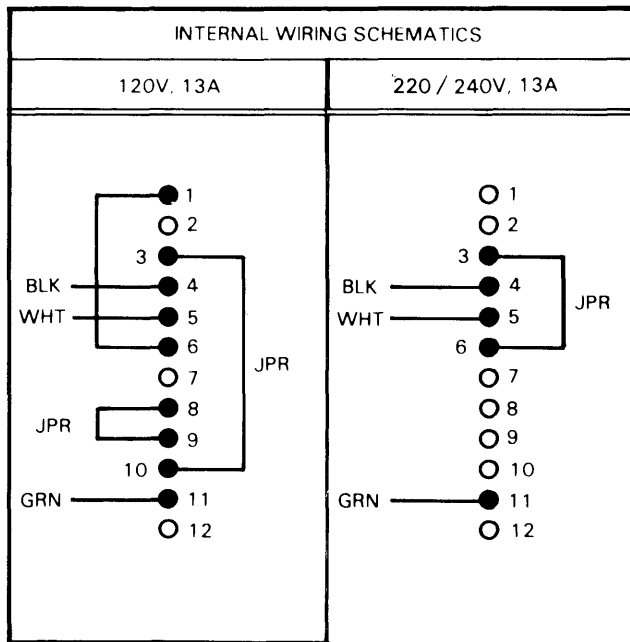 INTERNAL WIRING SCHEMATICS
120V, 13A
220 / 240V, 13A
1
2
3
BLK 4
WHT 5
6
JPR
7
8
JPR
9
10
GRN 11
12
1
2
3
BLK 4
JPR
WHT 5
6
7
8
9
10
GRN 11
12